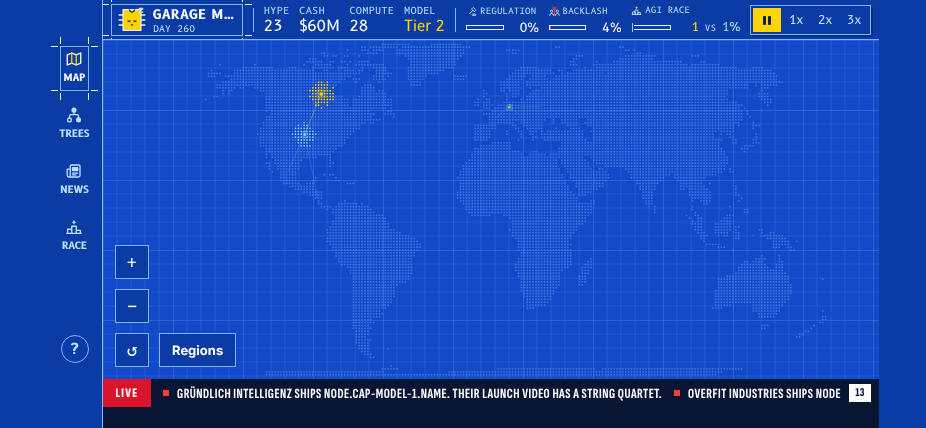 GARAGE M...
DAY 260
HYPE
23
CASH
$60M
COMPUTE
28
MODEL
Tier 2
REGULATION
0%
BACKLASH
4%
AGI RACE
1 VS 1%
1x 2x 3x
MAP
TREES
NEWS
RACE
?
+
−
↺ Regions
LIVE GRÜNDLICH INTELLIGENZ SHIPS NODE.CAP-MODEL-1.NAME. THEIR LAUNCH VIDEO HAS A STRING QUARTET. OVERFIT INDUSTRIES SHIPS NODE 13